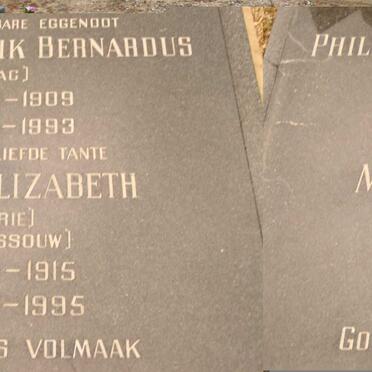 BARE EGGENOOT
IK BERNARDUS
AG)
-1909
-1993
LIEFDE TANTE
LIZABETH
RIE)
SSOUW)
-1915
-1995
S VOLMAAK
PHIL
M
GO